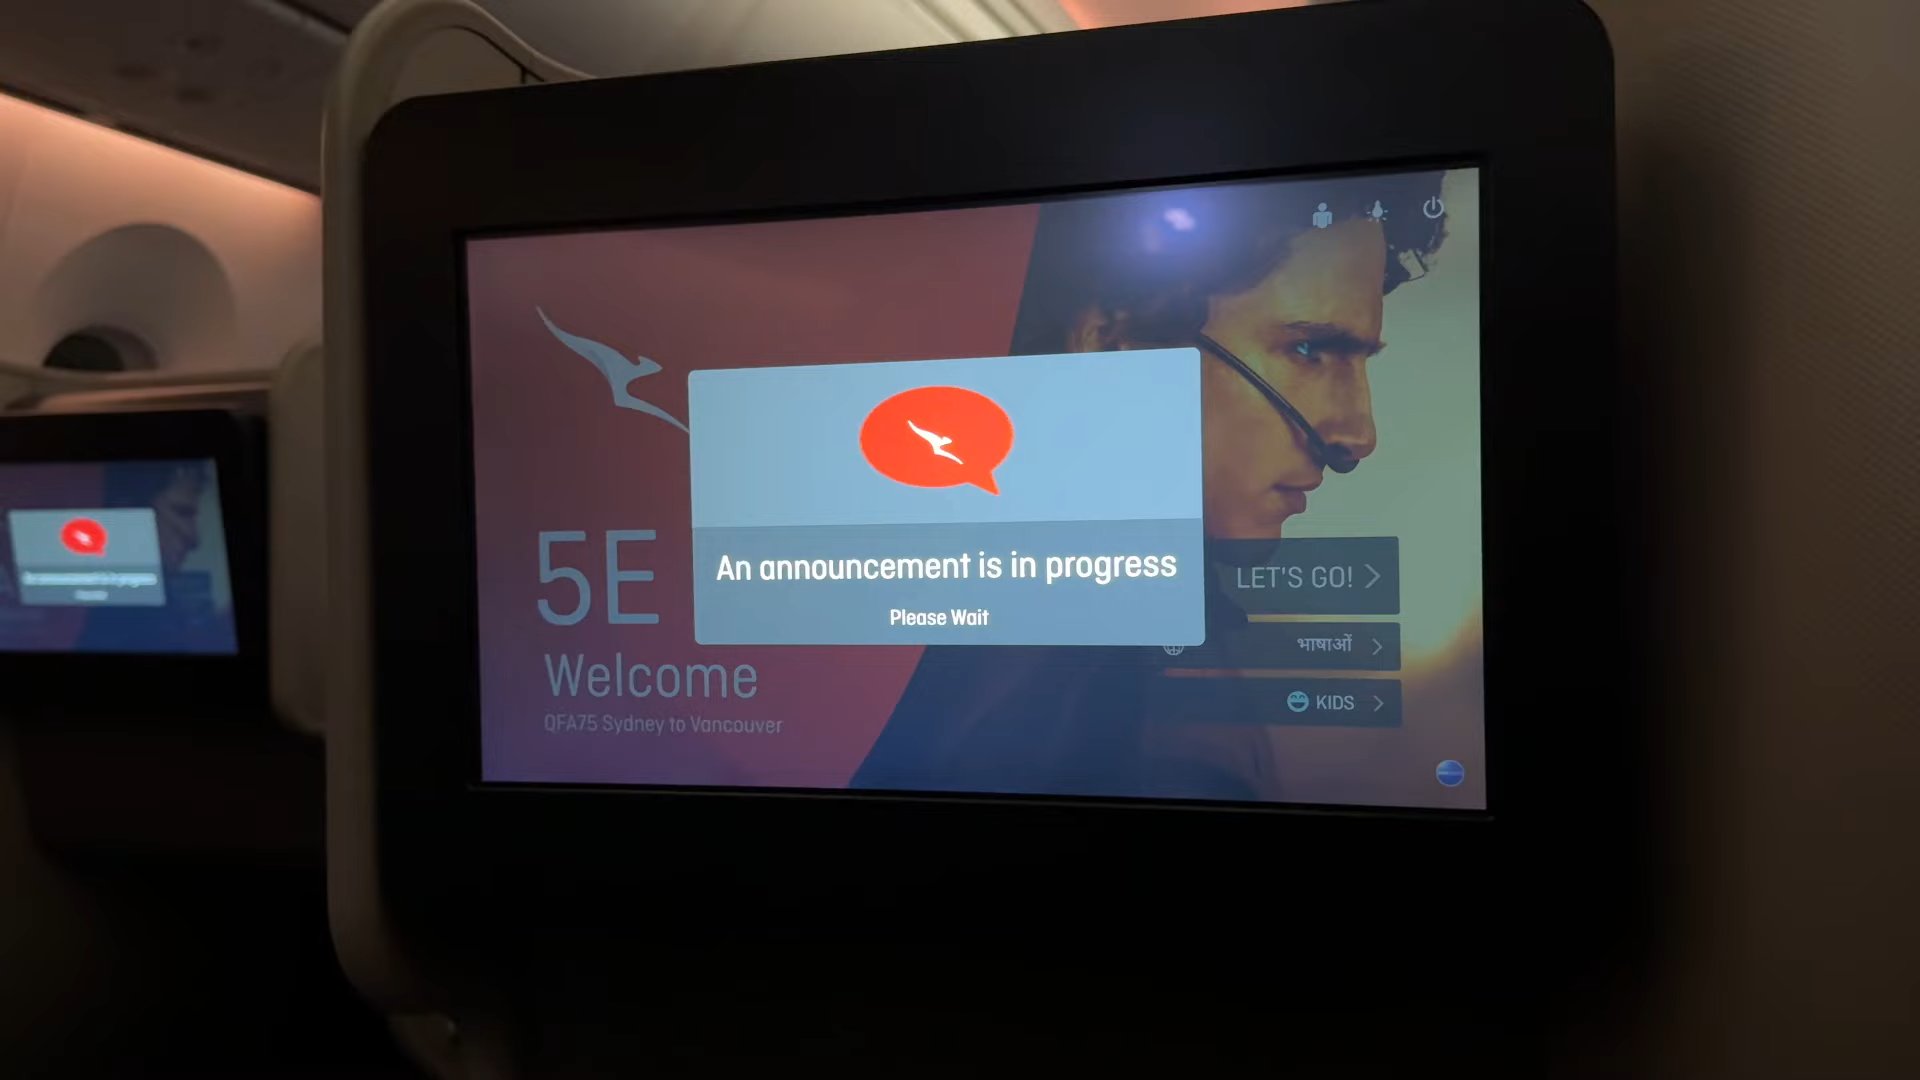 An announcement is in progress
Please Wait
5E
Welcome
QFA75 Sydney to Vancouver
LET'S GO!
भाषाओं
KIDS